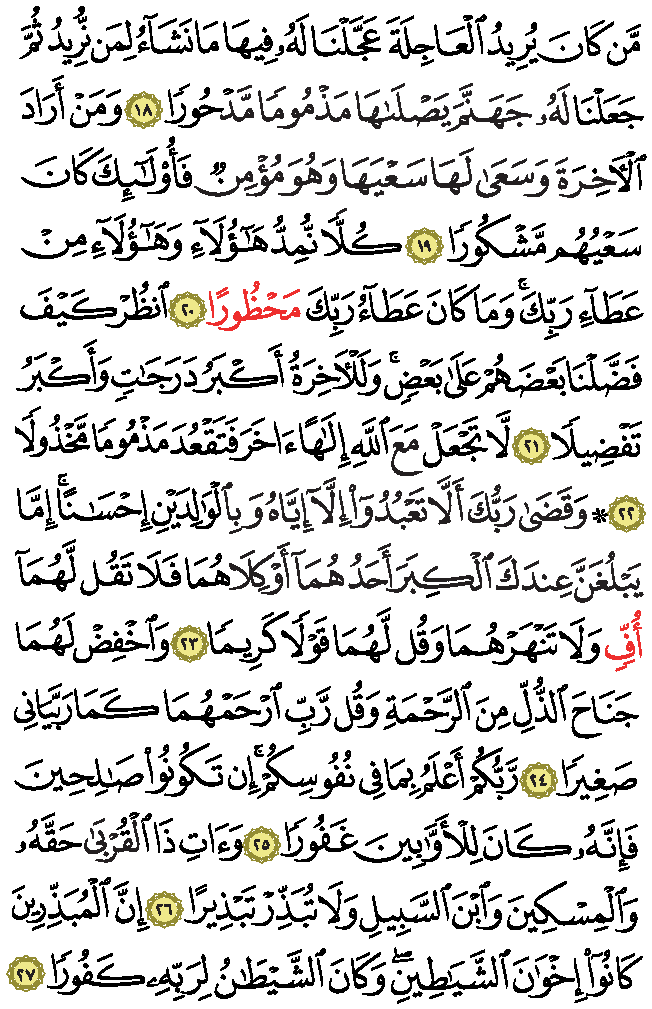 مَّن كَانَ يُرِيدُ ٱلْعَاجِلَةَ عَجَّلْنَا لَهُۥ فِيهَا مَا نَشَآءُ لِمَن نُّرِيدُ ثُمَّ
جَعَلْنَا لَهُۥ جَهَنَّمَ يَصْلَىٰهَا مَذْمُومًا مَّدْحُورًا ١٨ وَمَنْ أَرَادَ
ٱلْـَٔاخِرَةَ وَسَعَىٰ لَهَا سَعْيَهَا وَهُوَ مُؤْمِنٌ فَأُو۟لَـٰٓئِكَ كَانَ
سَعْيُهُم مَّشْكُورًا ١٩ كُلًّا نُّمِدُّ هَـٰٓؤُلَآءِ وَهَـٰٓؤُلَآءِ مِنْ
عَطَآءِ رَبِّكَ ۚ وَمَا كَانَ عَطَآءُ رَبِّكَ مَحْظُورًا ٢٠ ٱنظُرْ كَيْفَ
فَضَّلْنَا بَعْضَهُمْ عَلَىٰ بَعْضٍ ۚ وَلَلْـَٔاخِرَةُ أَكْبَرُ دَرَجَـٰتٍ وَأَكْبَرُ
تَفْضِيلًا ٢١ لَّا تَجْعَلْ مَعَ ٱللَّهِ إِلَـٰهًا ءَاخَرَ فَتَقْعُدَ مَذْمُومًا مَّخْذُولًا
٢٢ ۞ وَقَضَىٰ رَبُّكَ أَلَّا تَعْبُدُوٓا۟ إِلَّآ إِيَّاهُ وَبِٱلْوَٰلِدَيْنِ إِحْسَـٰنًا ۚ إِمَّا
يَبْلُغَنَّ عِندَكَ ٱلْكِبَرَ أَحَدُهُمَآ أَوْ كِلَاهُمَا فَلَا تَقُل لَّهُمَآ
أُفٍّ وَلَا تَنْهَرْهُمَا وَقُل لَّهُمَا قَوْلًا كَرِيمًا ٢٣ وَٱخْفِضْ لَهُمَا
جَنَاحَ ٱلذُّلِّ مِنَ ٱلرَّحْمَةِ وَقُل رَّبِّ ٱرْحَمْهُمَا كَمَا رَبَّيَانِى
صَغِيرًا ٢٤ رَّبُّكُمْ أَعْلَمُ بِمَا فِى نُفُوسِكُمْ ۚ إِن تَكُونُوا۟ صَـٰلِحِينَ
فَإِنَّهُۥ كَانَ لِلْأَوَّٰبِينَ غَفُورًا ٢٥ وَءَاتِ ذَا ٱلْقُرْبَىٰ حَقَّهُۥ
وَٱلْمِسْكِينَ وَٱبْنَ ٱلسَّبِيلِ وَلَا تُبَذِّرْ تَبْذِيرًا ٢٦ إِنَّ ٱلْمُبَذِّرِينَ
كَانُوٓا۟ إِخْوَٰنَ ٱلشَّيَـٰطِينِ ۖ وَكَانَ ٱلشَّيْطَـٰنُ لِرَبِّهِۦ كَفُورًا ٢٧